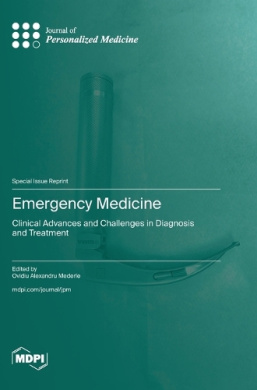 Journal of
Personalized Medicine
Special Issue Reprint
Emergency Medicine
Clinical Advances and Challenges in Diagnosis
and Treatment
Edited by
Ovidiu Alexandru Mederle
mdpi.com/journal/jpm
MDPI